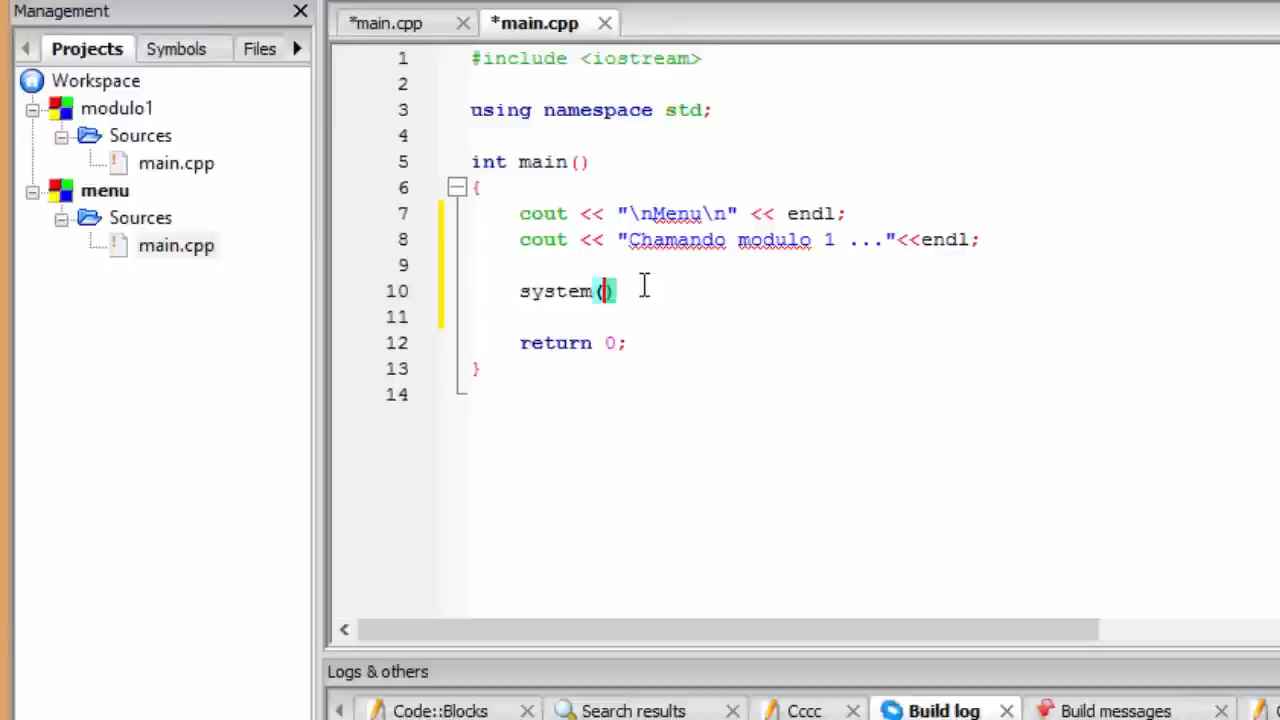 Management
Projects
Symbols
Files
Workspace
modulo1
Sources
main.cpp
menu
Sources
main.cpp
*main.cpp
*main.cpp
1 #include <iostream>
2
3 using namespace std;
4
5 int main()
6 {
7 cout << "\nMenu\n" << endl;
8 cout << "Chamando modulo 1 ..."<<endl;
9
10 system()
11
12 return 0;
13 }
14
Logs & others
Code::Blocks
Search results
Cccc
Build log
Build messages